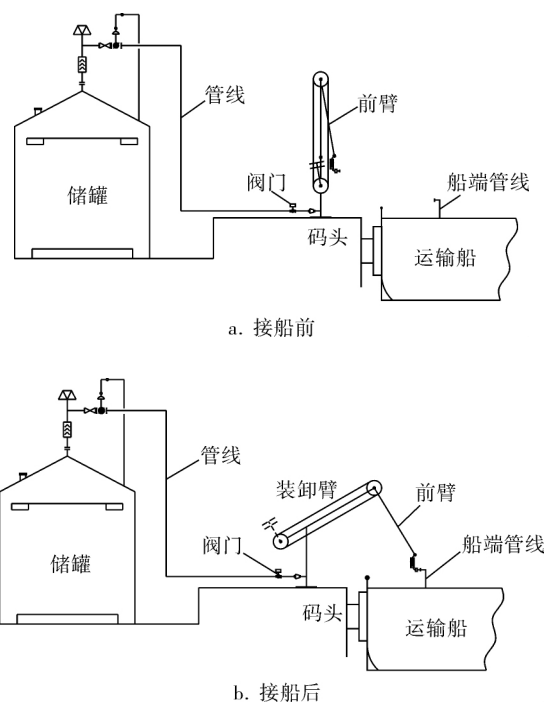 管线
前臂
储罐
阀门
船端管线
码头
运输船
a. 接船前
管线
装卸臂
前臂
阀门
船端管线
储罐
码头
运输船
b. 接船后